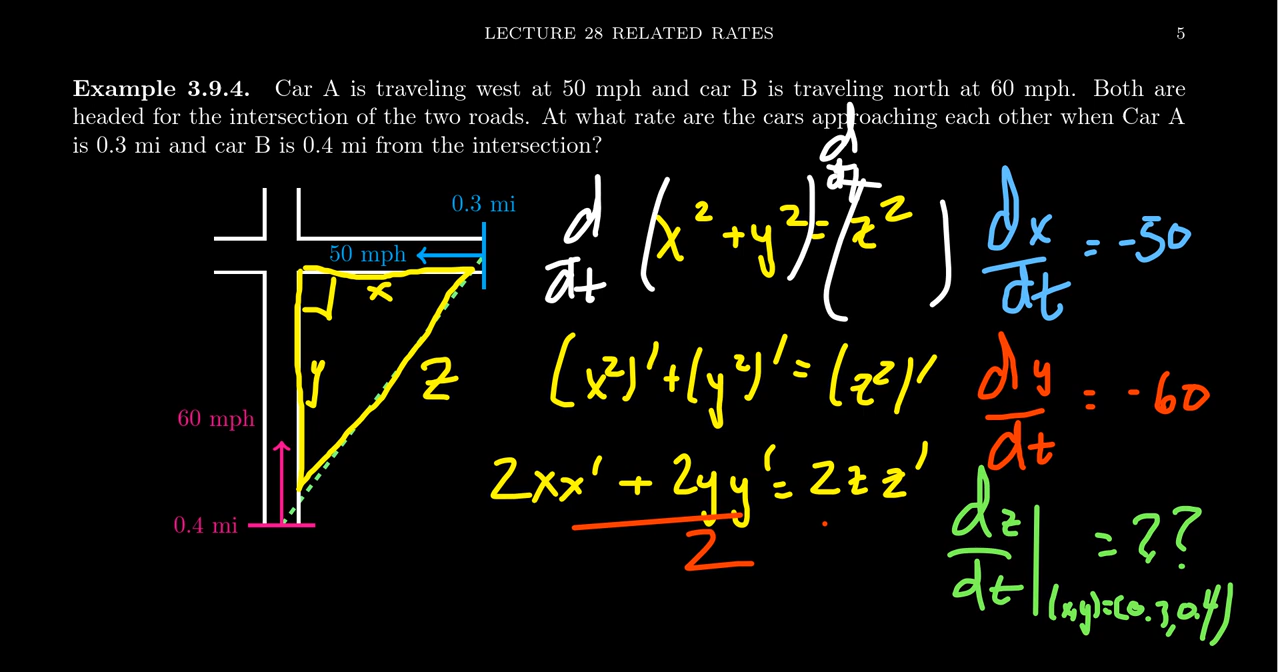 LECTURE 28 RELATED RATES 5
Example 3.9.4. Car A is traveling west at 50 mph and car B is traveling north at 60 mph. Both are
headed for the intersection of the two roads. At what rate are the cars approaching each other when Car A
is 0.3 mi and car B is 0.4 mi from the intersection?
0.3 mi
50 mph
x
y
z
60 mph
0.4 mi
d/dt (x² + y²) = d/dt (z²)
(x²)' + (y²)' = (z²)'
2xx' + 2yy' = 2zz'
2
dx/dt = -50
dy/dt = -60
dz/dt |(x,y)=(0.3,0.4) = ??